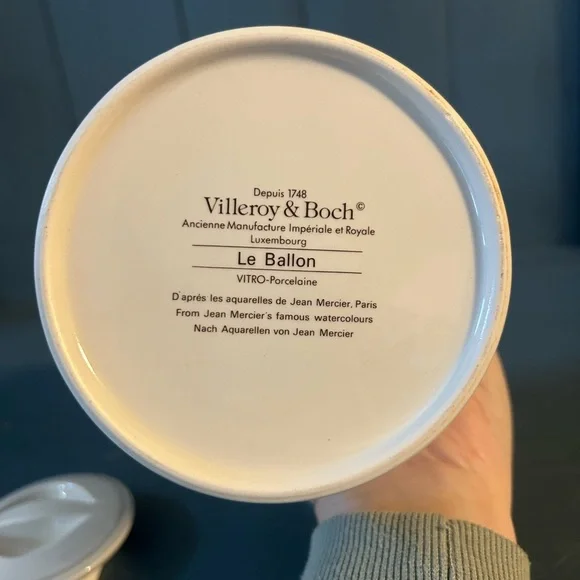 Depuis 1748
Villeroy & Boch©
Ancienne Manufacture Impériale et Royale
Luxembourg
Le Ballon
VITRO-Porcelaine
D'après les aquarelles de Jean Mercier, Paris
From Jean Mercier's famous watercolours
Nach Aquarellen von Jean Mercier